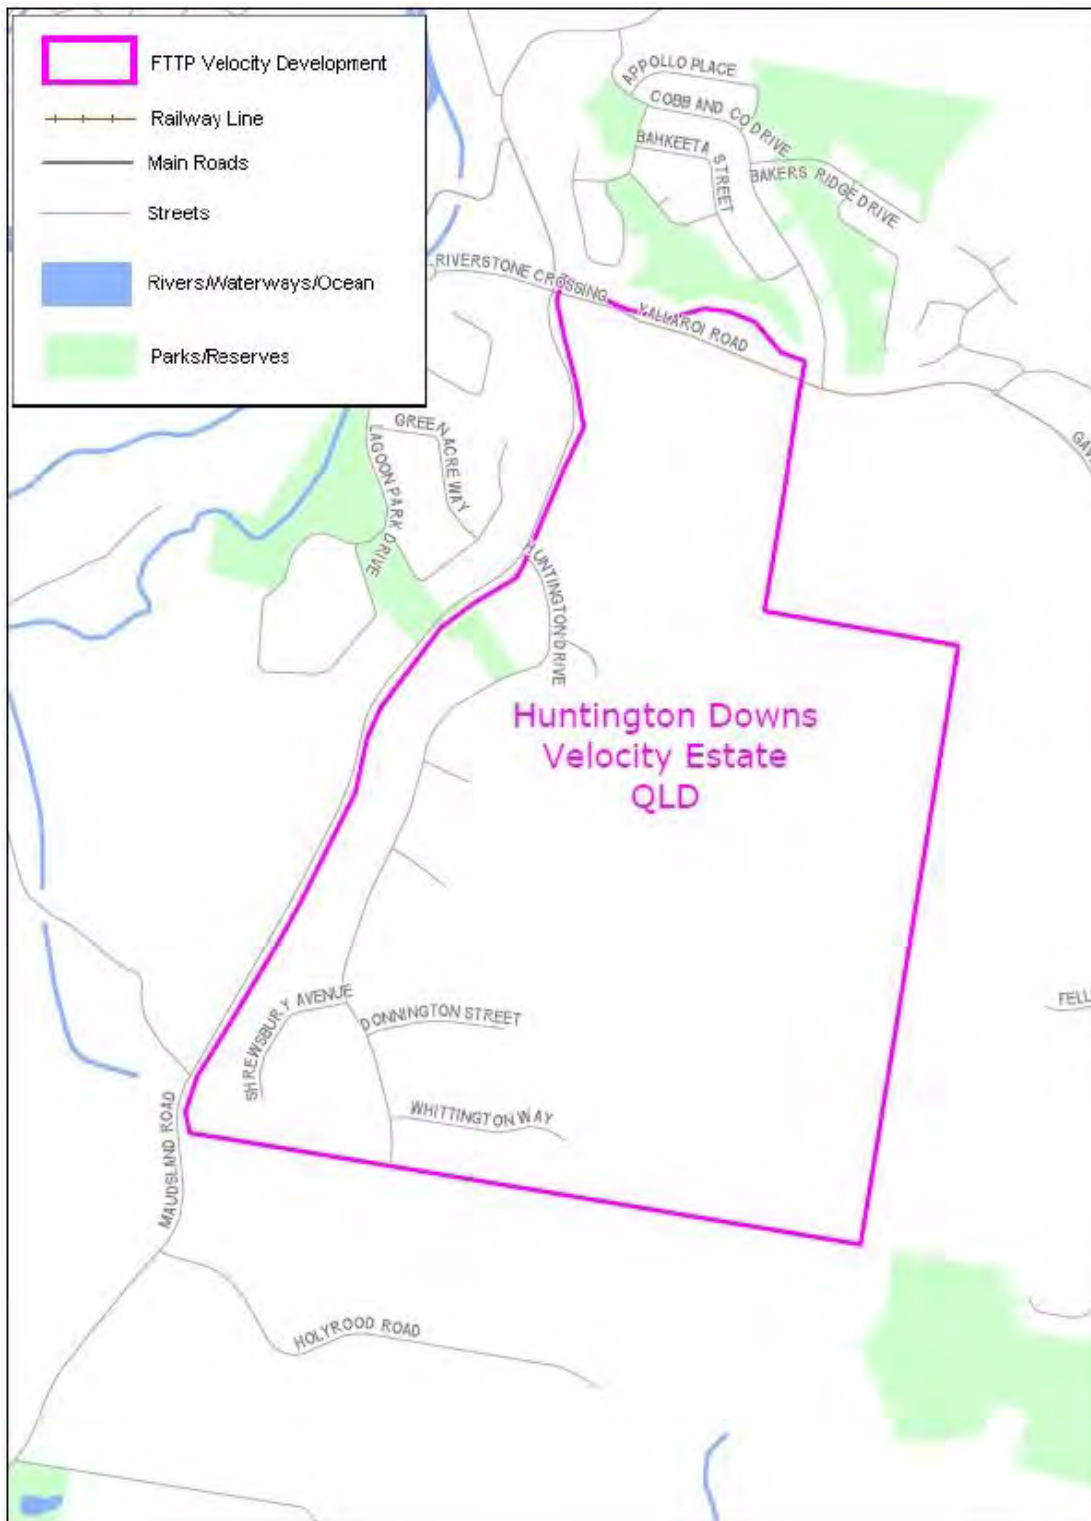 FTTP Velocity Development
Railway Line
Main Roads
Streets
Rivers/Waterways/Ocean
Parks/Reserves
APPOLLO PLACE
COBB AND CO DRIVE
BAHKEETA STREET
BAKERS RIDGE DRIVE
RIVERSTONE CROSSING
YALLAROI ROAD
GREEN ACRE WAY
LAGOON PARK DRIVE
HUNTINGTON DRIVE
Huntington Downs
Velocity Estate
QLD
SHREWSBURY AVENUE
DONNINGTON STREET
FELL
WHITTINGTON WAY
MAUDSLAND ROAD
HOLYROOD ROAD